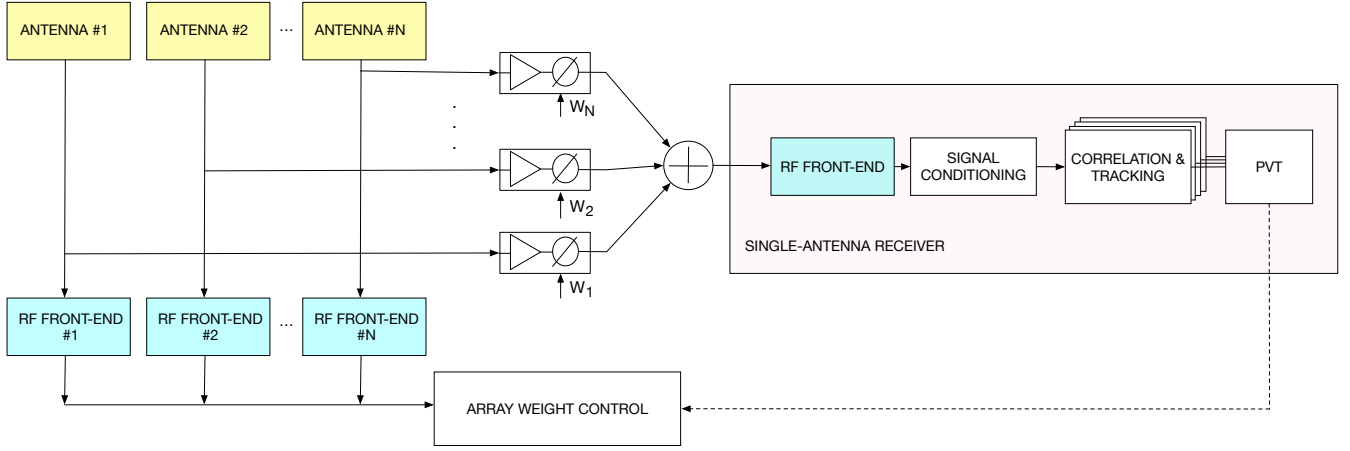 ANTENNA #1
ANTENNA #2
...
ANTENNA #N
W_N
.
.
.
W_2
W_1
RF FRONT-END
SIGNAL
CONDITIONING
CORRELATION &
TRACKING
PVT
SINGLE-ANTENNA RECEIVER
RF FRONT-END
#1
RF FRONT-END
#2
...
RF FRONT-END
#N
ARRAY WEIGHT CONTROL